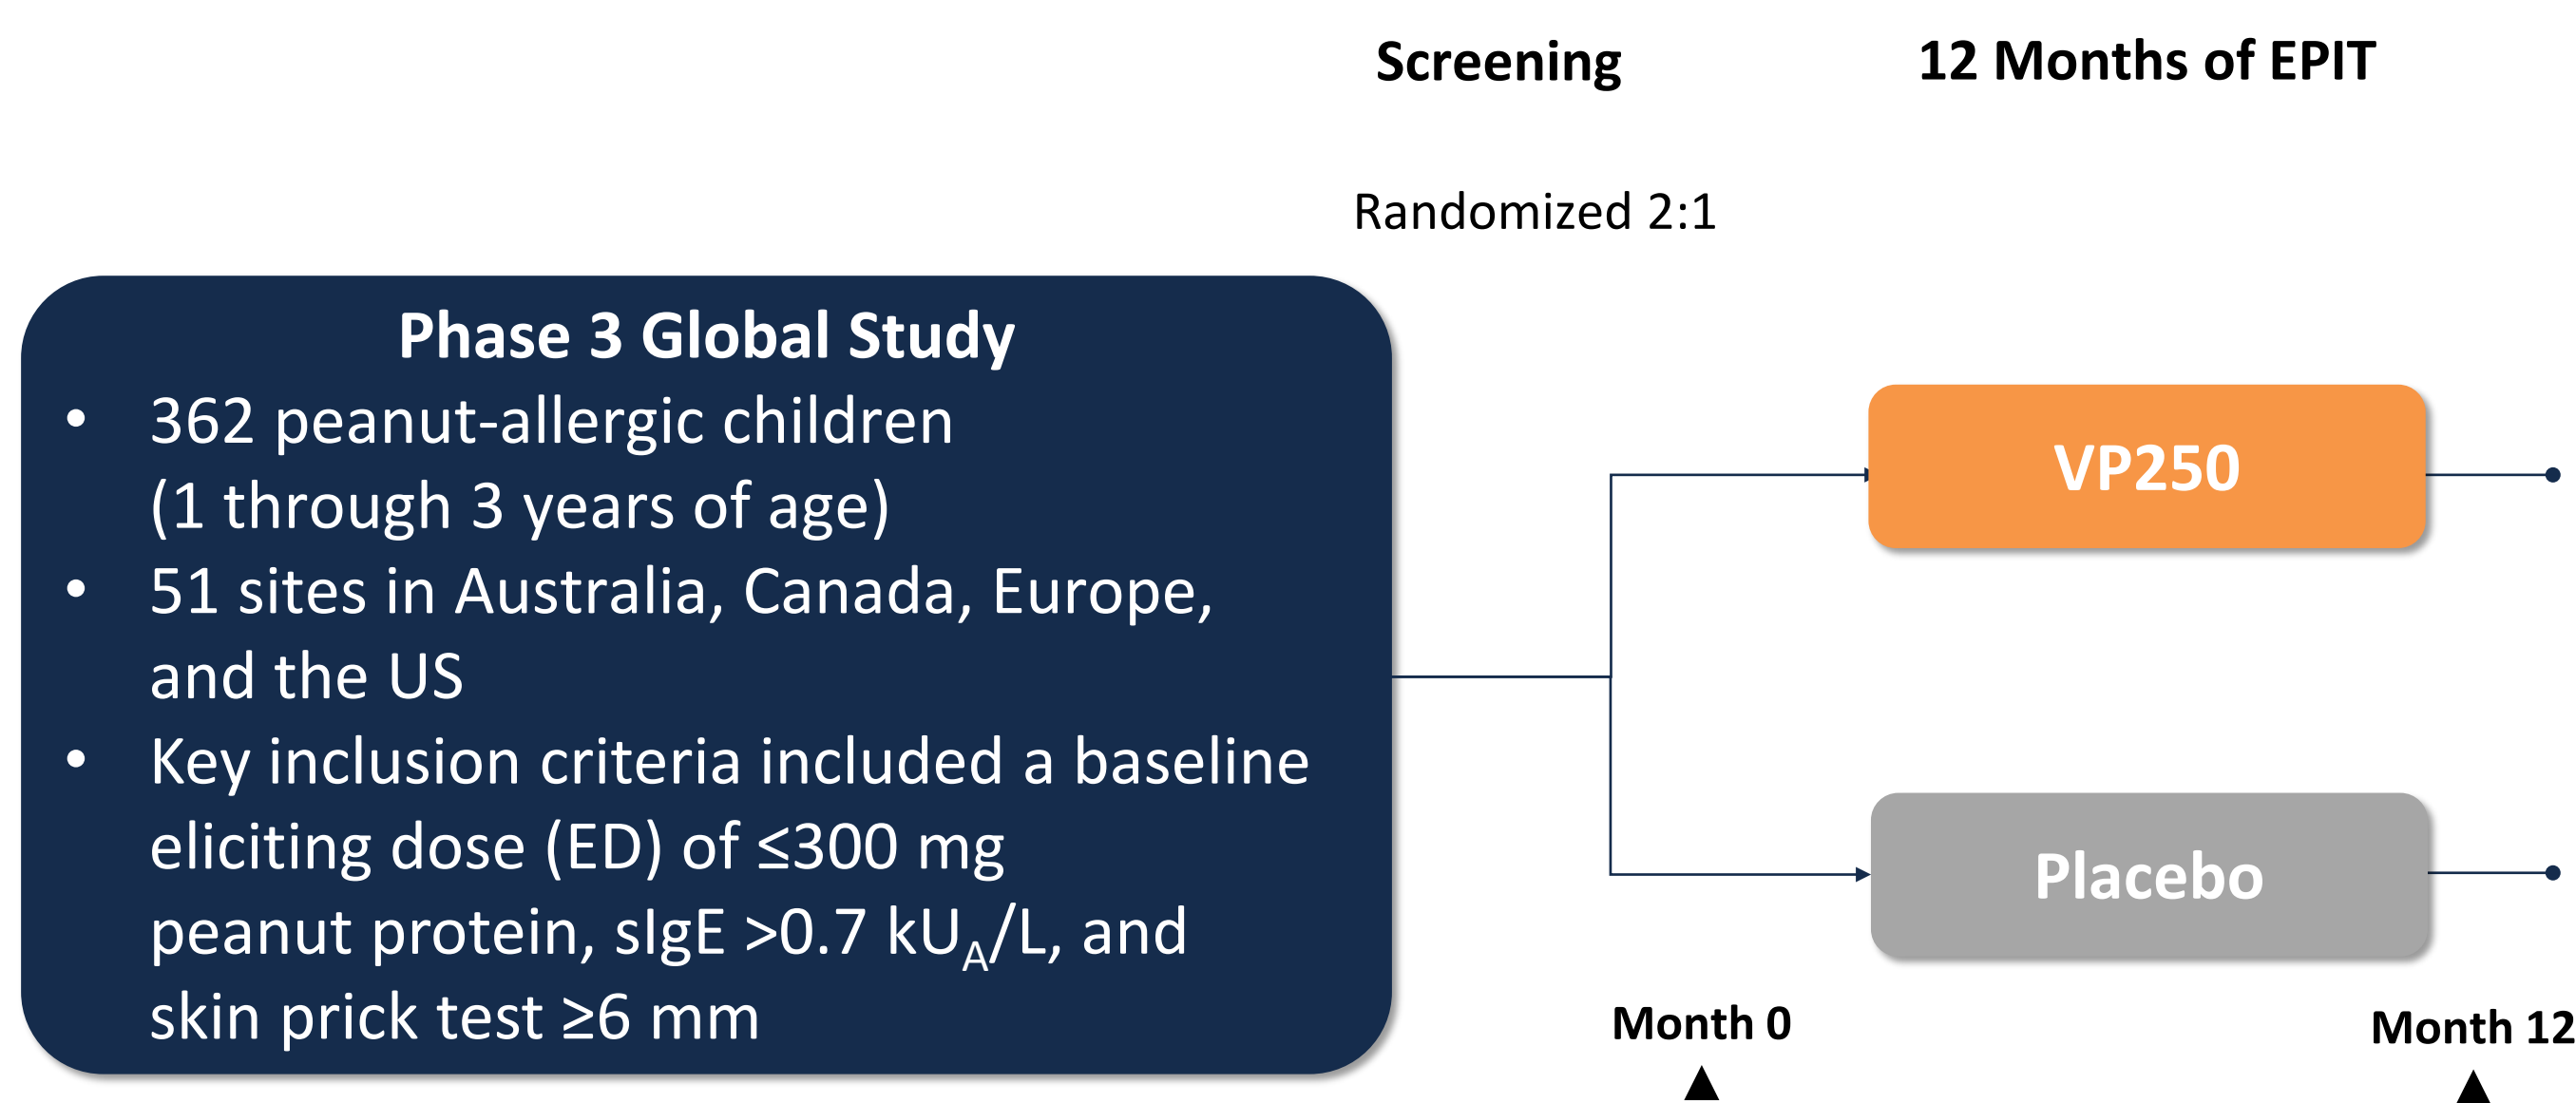 Screening
12 Months of EPIT
Randomized 2:1
Phase 3 Global Study
• 362 peanut-allergic children
(1 through 3 years of age)
• 51 sites in Australia, Canada, Europe,
and the US
• Key inclusion criteria included a baseline
eliciting dose (ED) of ≤300 mg
peanut protein, sIgE >0.7 kUA/L, and
skin prick test ≥6 mm
VP250
Placebo
Month 0
Month 12